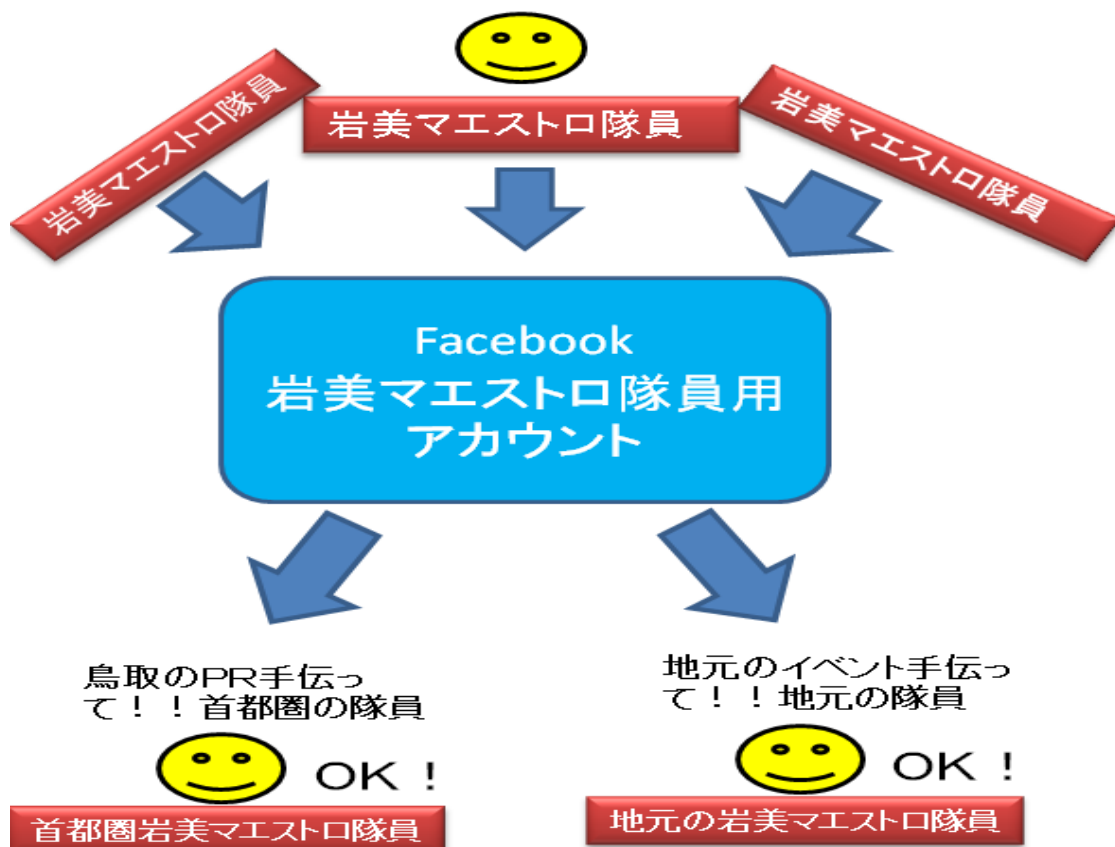 岩美マエストロ隊員
岩美マエストロ隊員
岩美マエストロ隊員
Facebook
岩美マエストロ隊員用
アカウント
鳥取のPR手伝っ
て！！首都圏の隊員
OK！
首都圏岩美マエストロ隊員
地元のイベント手伝っ
て！！地元の隊員
OK！
地元の岩美マエストロ隊員